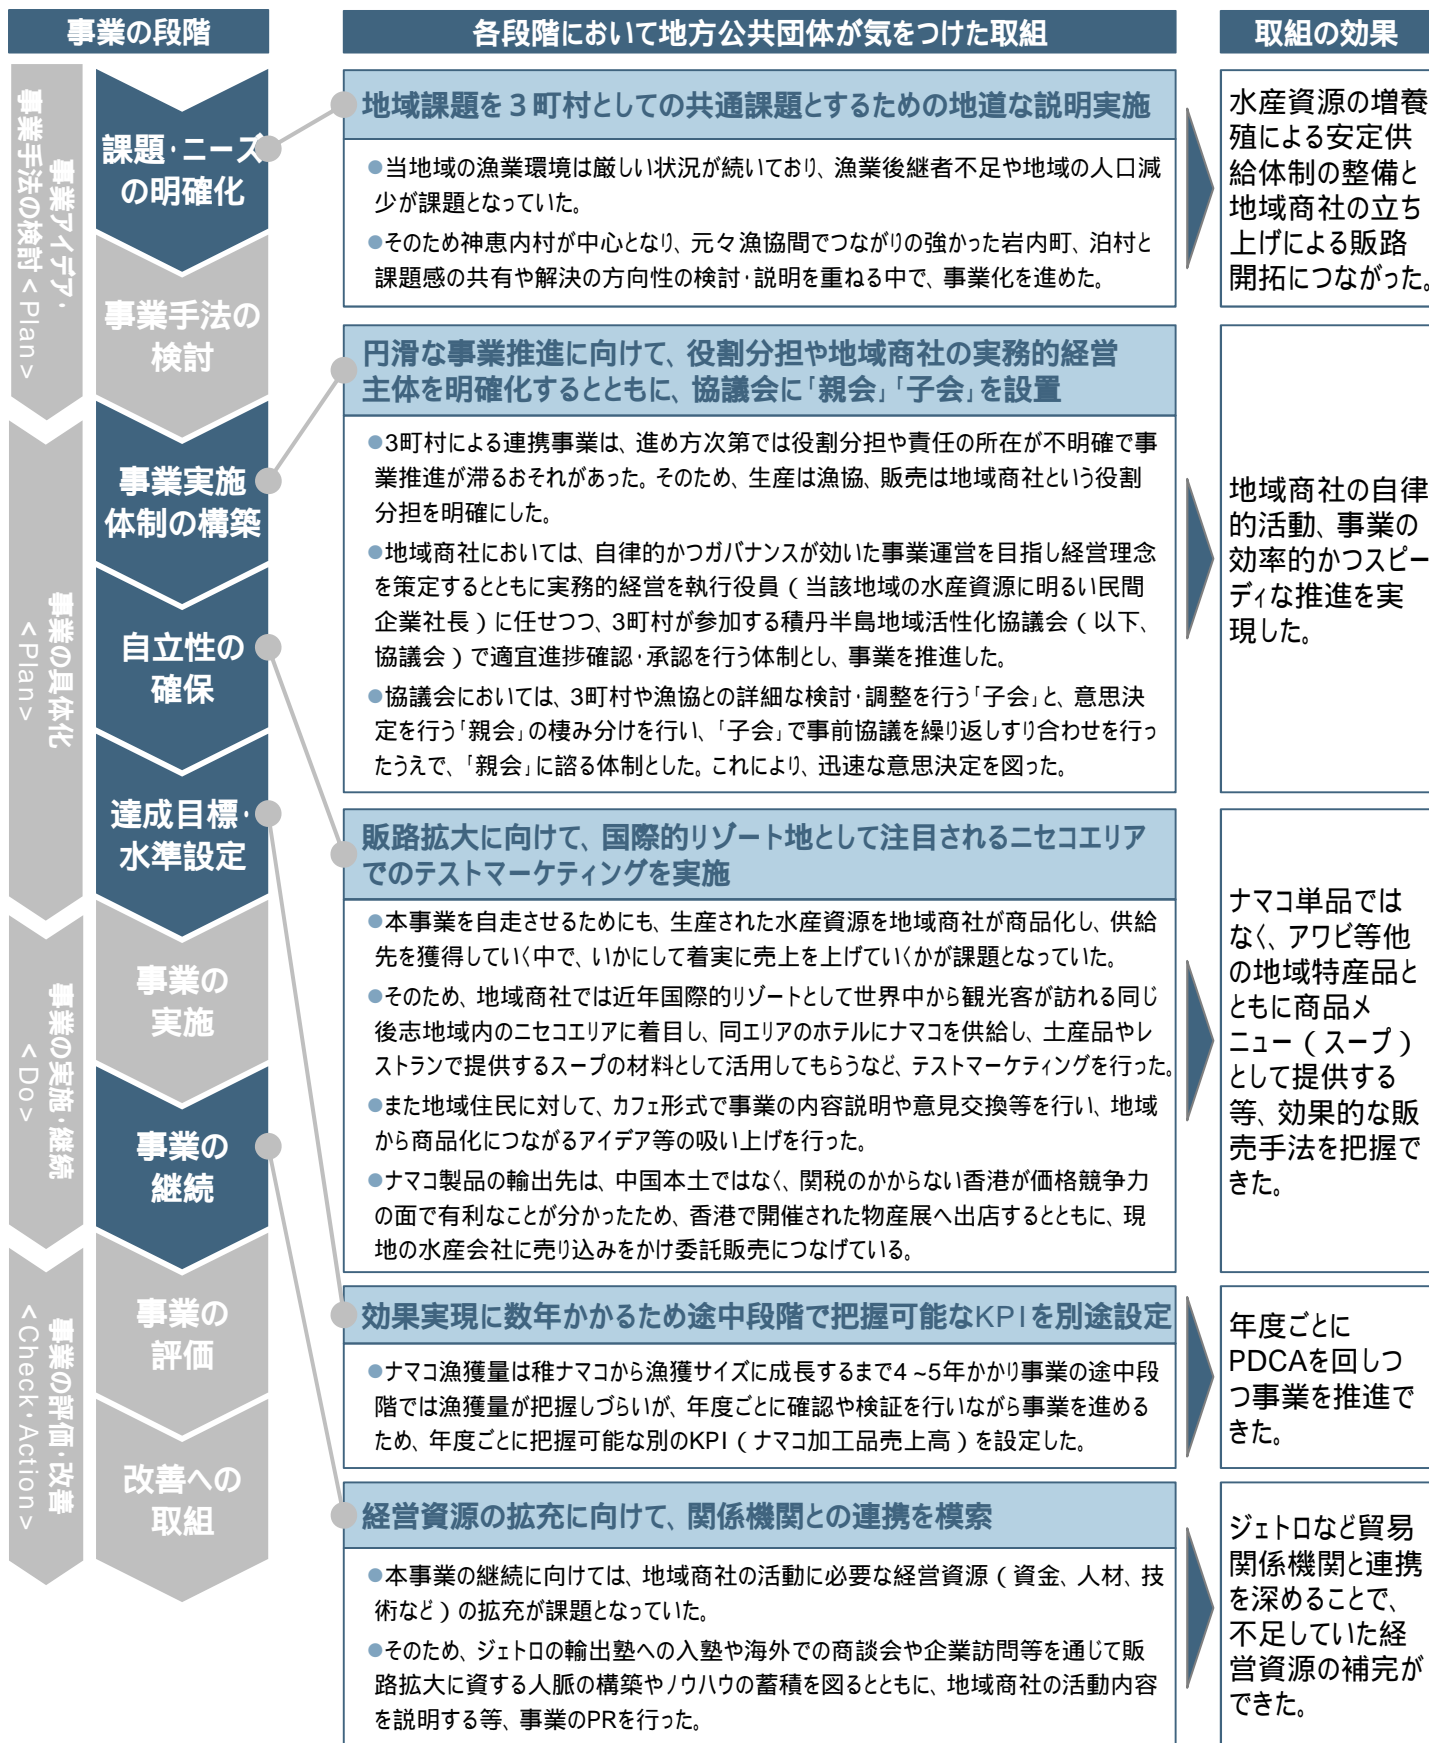 事業の段階
各段階において地方公共団体が気をつけた取組
取組の効果
事業アイデア・
事業手法の検討<Plan>
事業の具体化
<Plan>
事業の実施・継続
<Do>
事業の評価・改善
<Check・Action>
課題・ニーズ
の明確化
事業手法の
検討
事業実施
体制の構築
自立性の
確保
達成目標・
水準設定
事業の
実施
事業の
継続
事業の
評価
改善への
取組
地域課題を3町村としての共通課題とするための地道な説明実施
●当地域の漁業環境は厳しい状況が続いており、漁業後継者不足や地域の人口減
少が課題となっていた。
●そのため神恵内村が中心となり、元々漁協間でつながりの強かった岩内町、泊村と
課題感の共有や解決の方向性の検討・説明を重ねる中で、事業化を進めた。
水産資源の増養
殖による安定供
給体制の整備と
地域商社の立ち
上げによる販路
開拓につながった。
円滑な事業推進に向けて、役割分担や地域商社の実務的経営
主体を明確化するとともに、協議会に「親会」「子会」を設置
●3町村による連携事業は、進め方次第では役割分担や責任の所在が不明確で事
業推進が滞るおそれがあった。そのため、生産は漁協、販売は地域商社という役割
分担を明確にした。
●地域商社においては、自律的かつガバナンスが効いた事業運営を目指し経営理念
を策定するとともに実務的経営を執行役員(当該地域の水産資源に明るい民間
企業社長)に任せつつ、3町村が参加する積丹半島地域活性化協議会(以下、
協議会)で適宜進捗確認・承認を行う体制とし、事業を推進した。
●協議会においては、3町村や漁協との詳細な検討・調整を行う「子会」と、意思決
定を行う「親会」の棲み分けを行い、「子会」で事前協議を繰り返しすり合わせを行っ
たうえで、「親会」に諮る体制とした。これにより、迅速な意思決定を図った。
地域商社の自律
的活動、事業の
効率的かつスピー
ディな推進を実
現した。
販路拡大に向けて、国際的リゾート地として注目されるニセコエリア
でのテストマーケティングを実施
●本事業を自走させるためにも、生産された水産資源を地域商社が商品化し、供給
先を獲得していく中で、いかにして着実に売上を上げていくかが課題となっていた。
●そのため、地域商社では近年国際的リゾートとして世界中から観光客が訪れる同じ
後志地域内のニセコエリアに着目し、同エリアのホテルにナマコを供給し、土産品やレ
ストランで提供するスープの材料として活用してもらうなど、テストマーケティングを行った。
●また地域住民に対して、カフェ形式で事業の内容説明や意見交換等を行い、地域
から商品化につながるアイデア等の吸い上げを行った。
●ナマコ製品の輸出先は、中国本土ではなく、関税のかからない香港が価格競争力
の面で有利なことが分かったため、香港で開催された物産展へ出店するとともに、現
地の水産会社に売り込みをかけ委託販売につなげている。
ナマコ単品では
なく、アワビ等他
の地域特産品と
ともに商品メ
ニュー(スープ)
として提供する
等、効果的な販
売手法を把握で
きた。
効果実現に数年かかるため途中段階で把握可能なKPIを別途設定
●ナマコ漁獲量は稚ナマコから漁獲サイズに成長するまで4~5年かかり事業の途中段
階では漁獲量が把握しづらいが、年度ごとに確認や検証を行いながら事業を進める
ため、年度ごとに把握可能な別のKPI(ナマコ加工品売上高)を設定した。
年度ごとに
PDCAを回しつ
つ事業を推進で
きた。
経営資源の拡充に向けて、関係機関との連携を模索
●本事業の継続に向けては、地域商社の活動に必要な経営資源(資金、人材、技
術など)の拡充が課題となっていた。
●そのため、ジェトロの輸出塾への入塾や海外での商談会や企業訪問等を通じて販
路拡大に資する人脈の構築やノウハウの蓄積を図るとともに、地域商社の活動内容
を説明する等、事業のPRを行った。
ジェトロなど貿易
関係機関と連携
を深めることで、
不足していた経
営資源の補完が
できた。